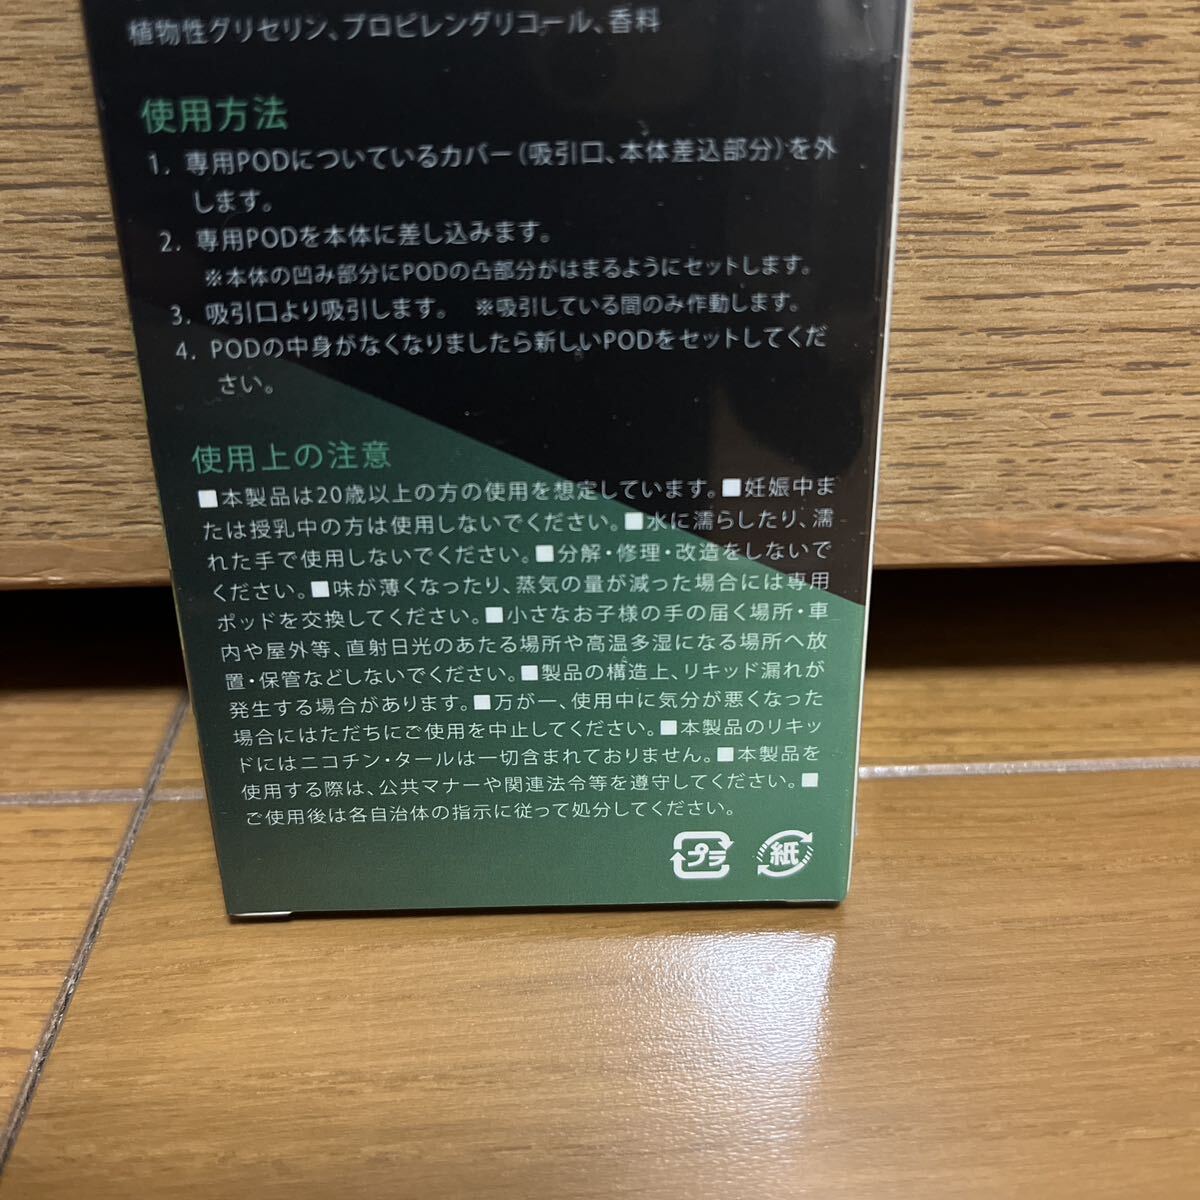 植物性グリセリン、プロピレングリコール、香料
使用方法
1. 専用PODについているカバー(吸引口、本体差込部分)を外
します。
2. 専用PODを本体に差し込みます。
※本体の凹み部分にPODの凸部分がはまるようにセットします。
3. 吸引口より吸引します。 ※吸引している間のみ作動します。
4. PODの中身がなくなりましたら新しいPODをセットしてくだ
さい。
使用上の注意
■本製品は20歳以上の方の使用を想定しています。■妊娠中ま
たは授乳中の方は使用しないでください。■水に濡らしたり、濡
れた手で使用しないでください。■分解・修理・改造をしないで
ください。■味が薄くなったり、蒸気の量が減った場合には専用
ポッドを交換してください。■小さなお子様の手の届く場所・車
内や屋外等、直射日光のあたる場所や高温多湿になる場所へ放
置・保管などしないでください。■製品の構造上、リキッド漏れが
発生する場合があります。■万が一、使用中に気分が悪くなった
場合にはただちにご使用を中止してください。■本製品のリキッ
ドにはニコチン・タールは一切含まれておりません。■本製品を
使用する際は、公共マナーや関連法令等を遵守してください。■
ご使用後は各自治体の指示に従って処分してください。
プラ 紙